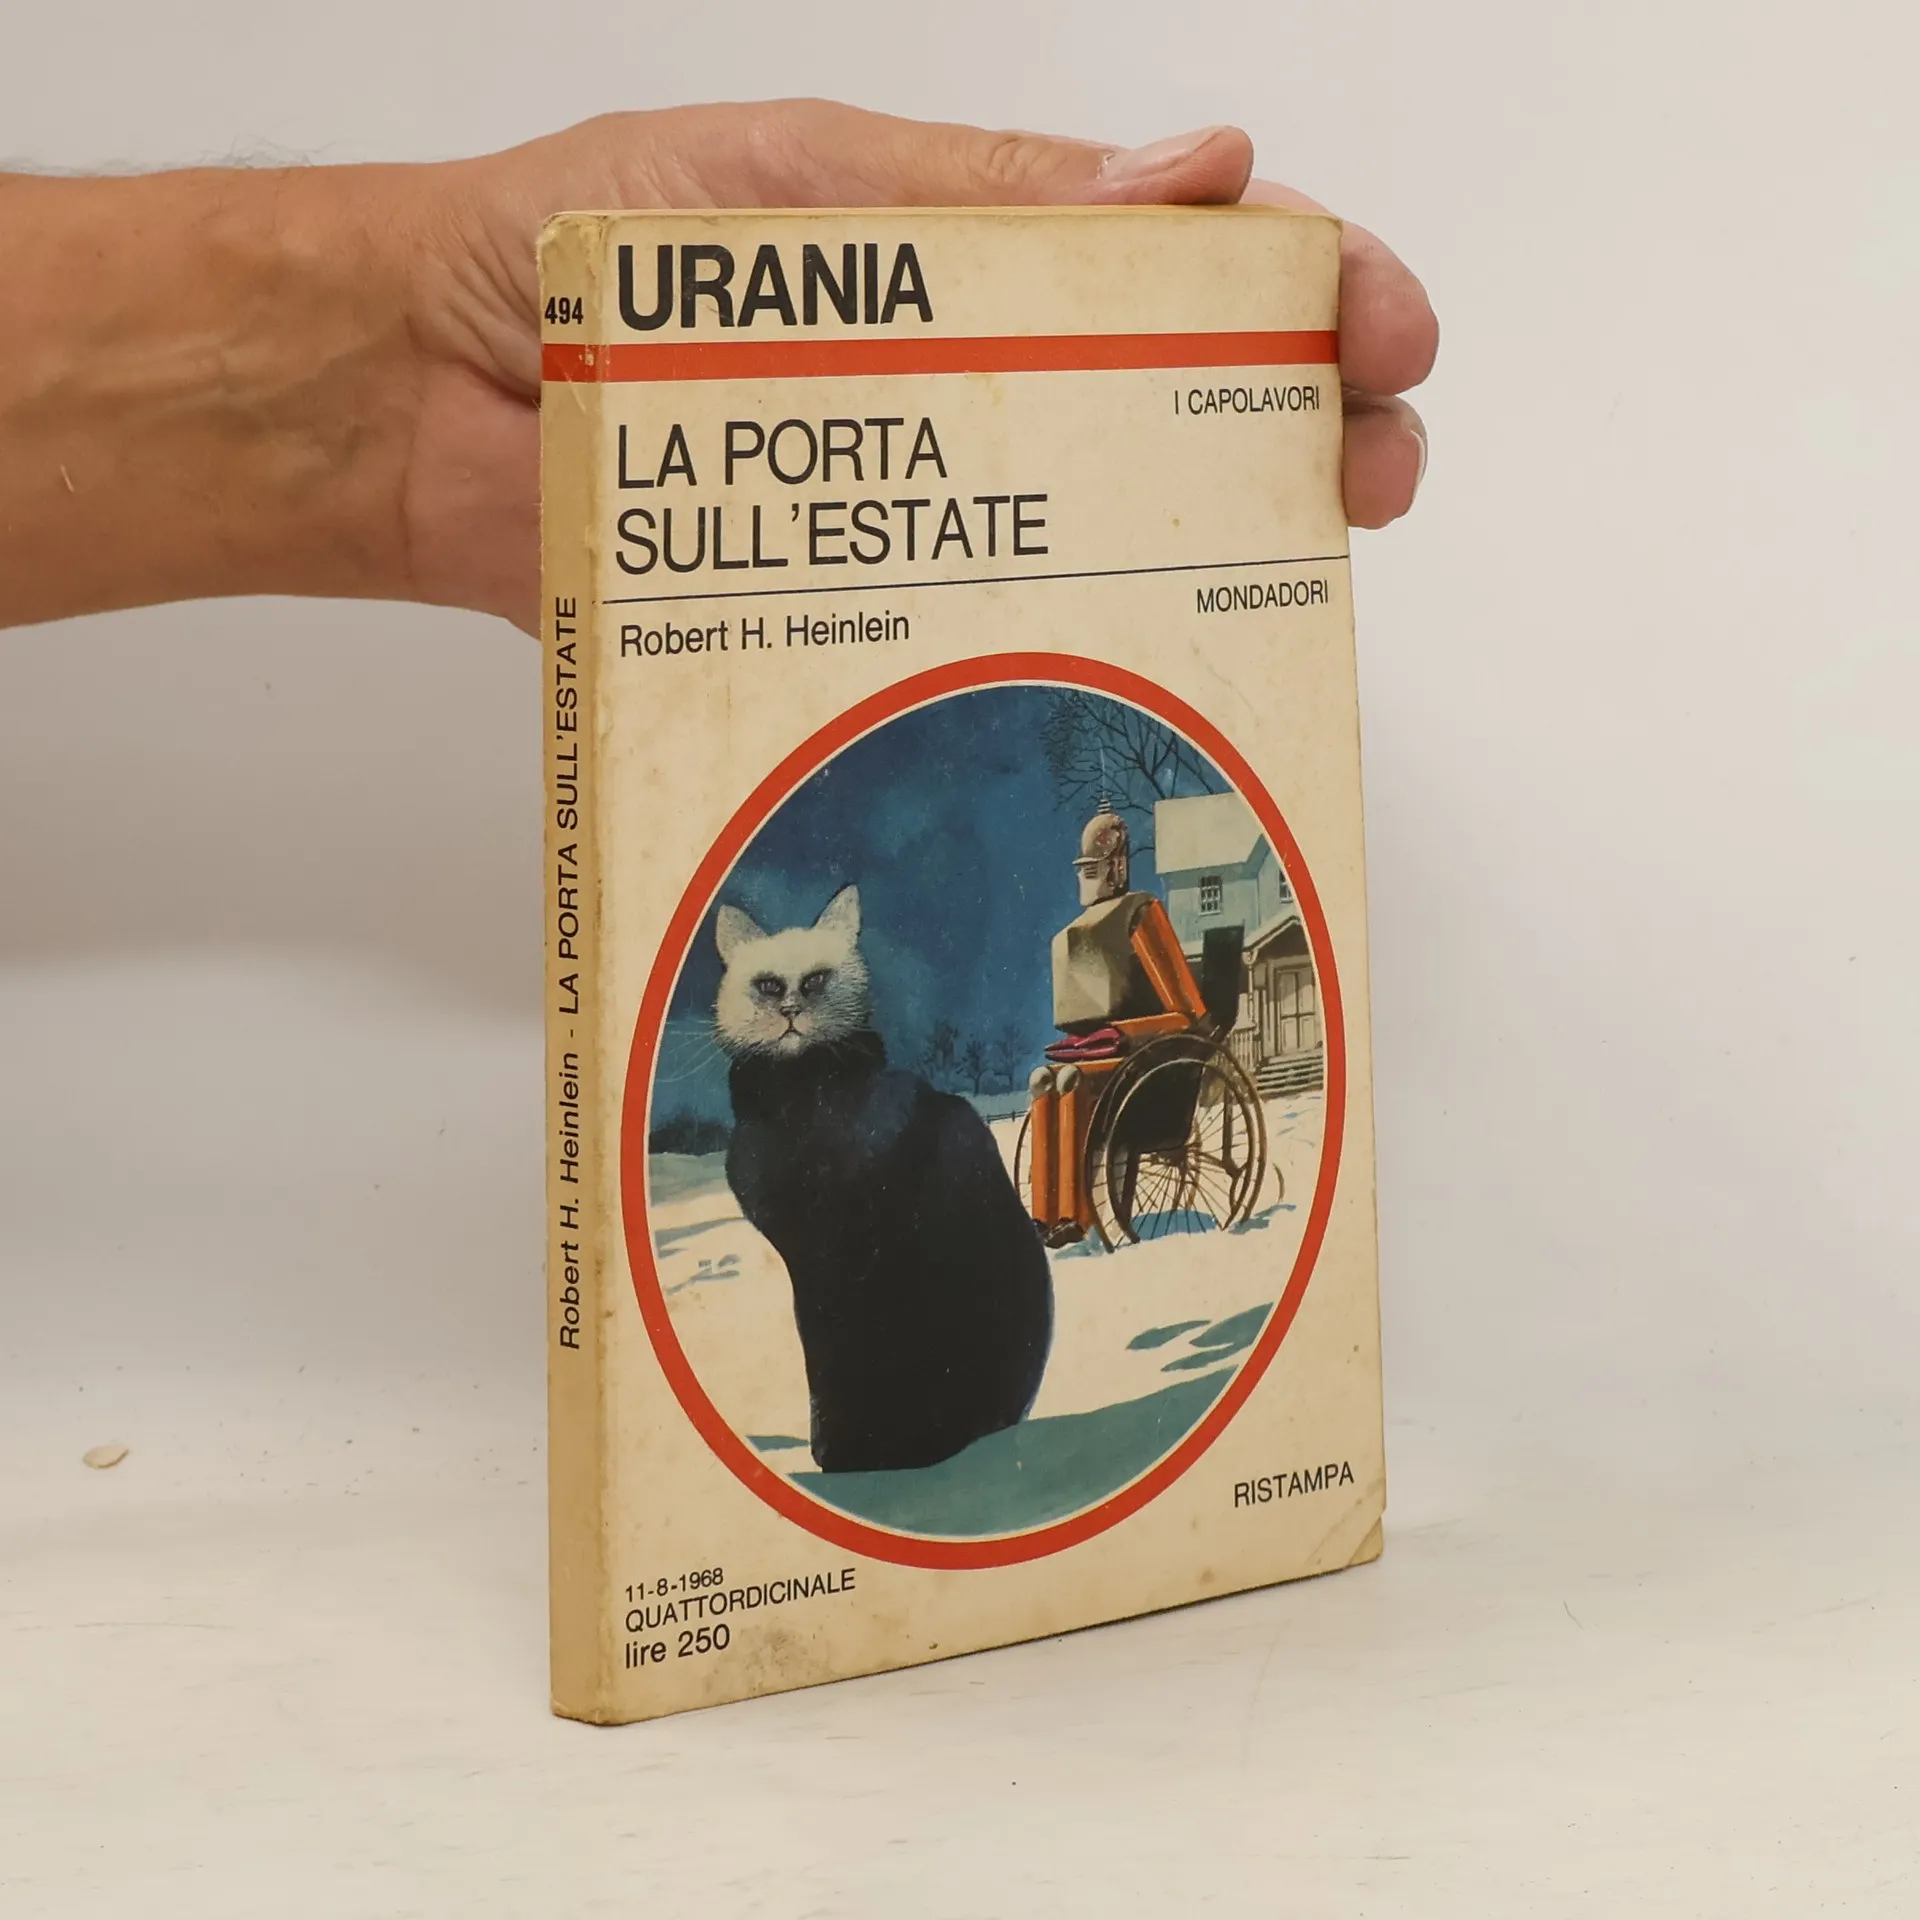 494
URANIA
I CAPOLAVORI
LA PORTA
SULL'ESTATE
MONDADORI
Robert H. Heinlein
Robert H. Heinlein - LA PORTA SULL'ESTATE
RISTAMPA
11-8-1968
QUATTORDICINALE
lire 250